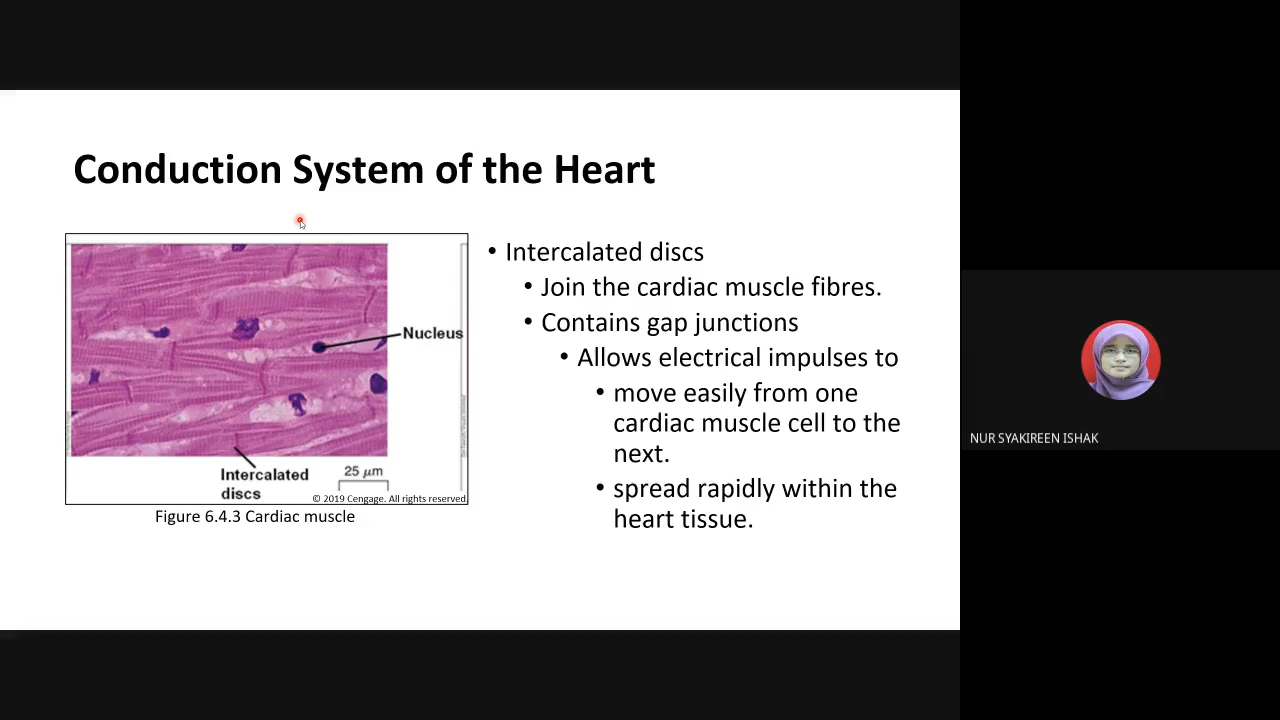 Conduction System of the Heart
Nucleus
Intercalated
discs
25 μm
© 2019 Cengage. All rights reserved.
Figure 6.4.3 Cardiac muscle
• Intercalated discs
• Join the cardiac muscle fibres.
• Contains gap junctions
• Allows electrical impulses to
• move easily from one
cardiac muscle cell to the
next.
• spread rapidly within the
heart tissue.
NUR SYAKIREEN ISHAK